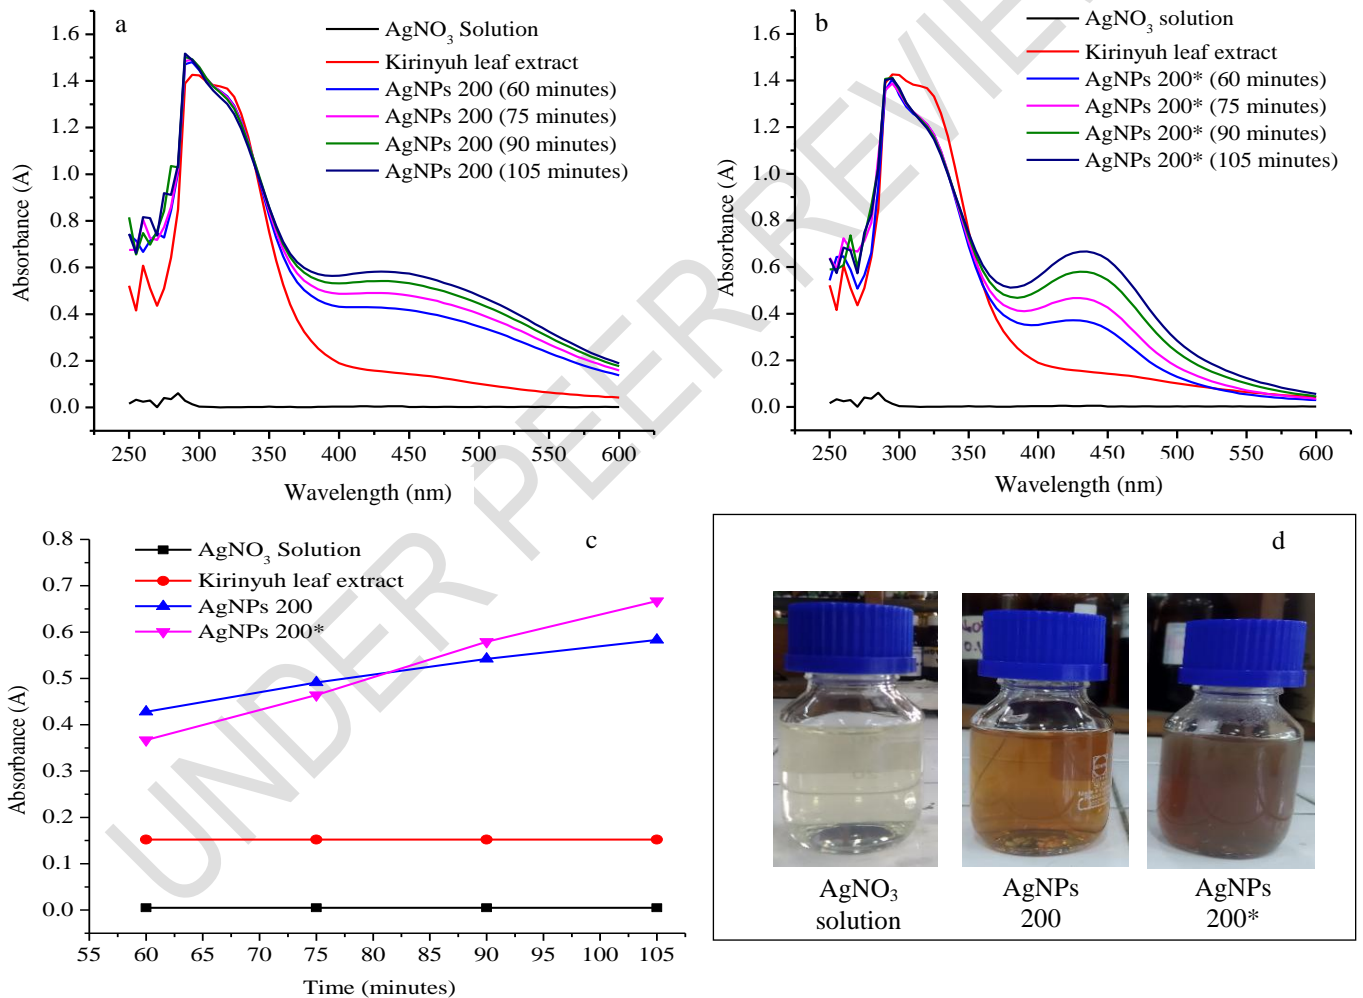 a
AgNO3 Solution
Kirinyuh leaf extract
AgNPs 200 (60 minutes)
AgNPs 200 (75 minutes)
AgNPs 200 (90 minutes)
AgNPs 200 (105 minutes)
1.6
1.4
1.2
1.0
0.8
0.6
0.4
0.2
0.0
Absorbance (A)
250 300 350 400 450 500 550 600
Wavelength (nm)
b
AgNO3 solution
Kirinyuh leaf extract
AgNPs 200* (60 minutes)
AgNPs 200* (75 minutes)
AgNPs 200* (90 minutes)
AgNPs 200* (105 minutes)
1.6
1.4
1.2
1.0
0.8
0.6
0.4
0.2
0.0
Absorbance (A)
250 300 350 400 450 500 550 600
Wavelength (nm)
c
AgNO3 Solution
Kirinyuh leaf extract
AgNPs 200
AgNPs 200*
0.8
0.7
0.6
0.5
0.4
0.3
0.2
0.1
0.0
Absorbance (A)
55 60 65 70 75 80 85 90 95 100 105
Time (minutes)
d
AgNO3
solution
AgNPs
200
AgNPs
200*
UNDER PEER REVIEW